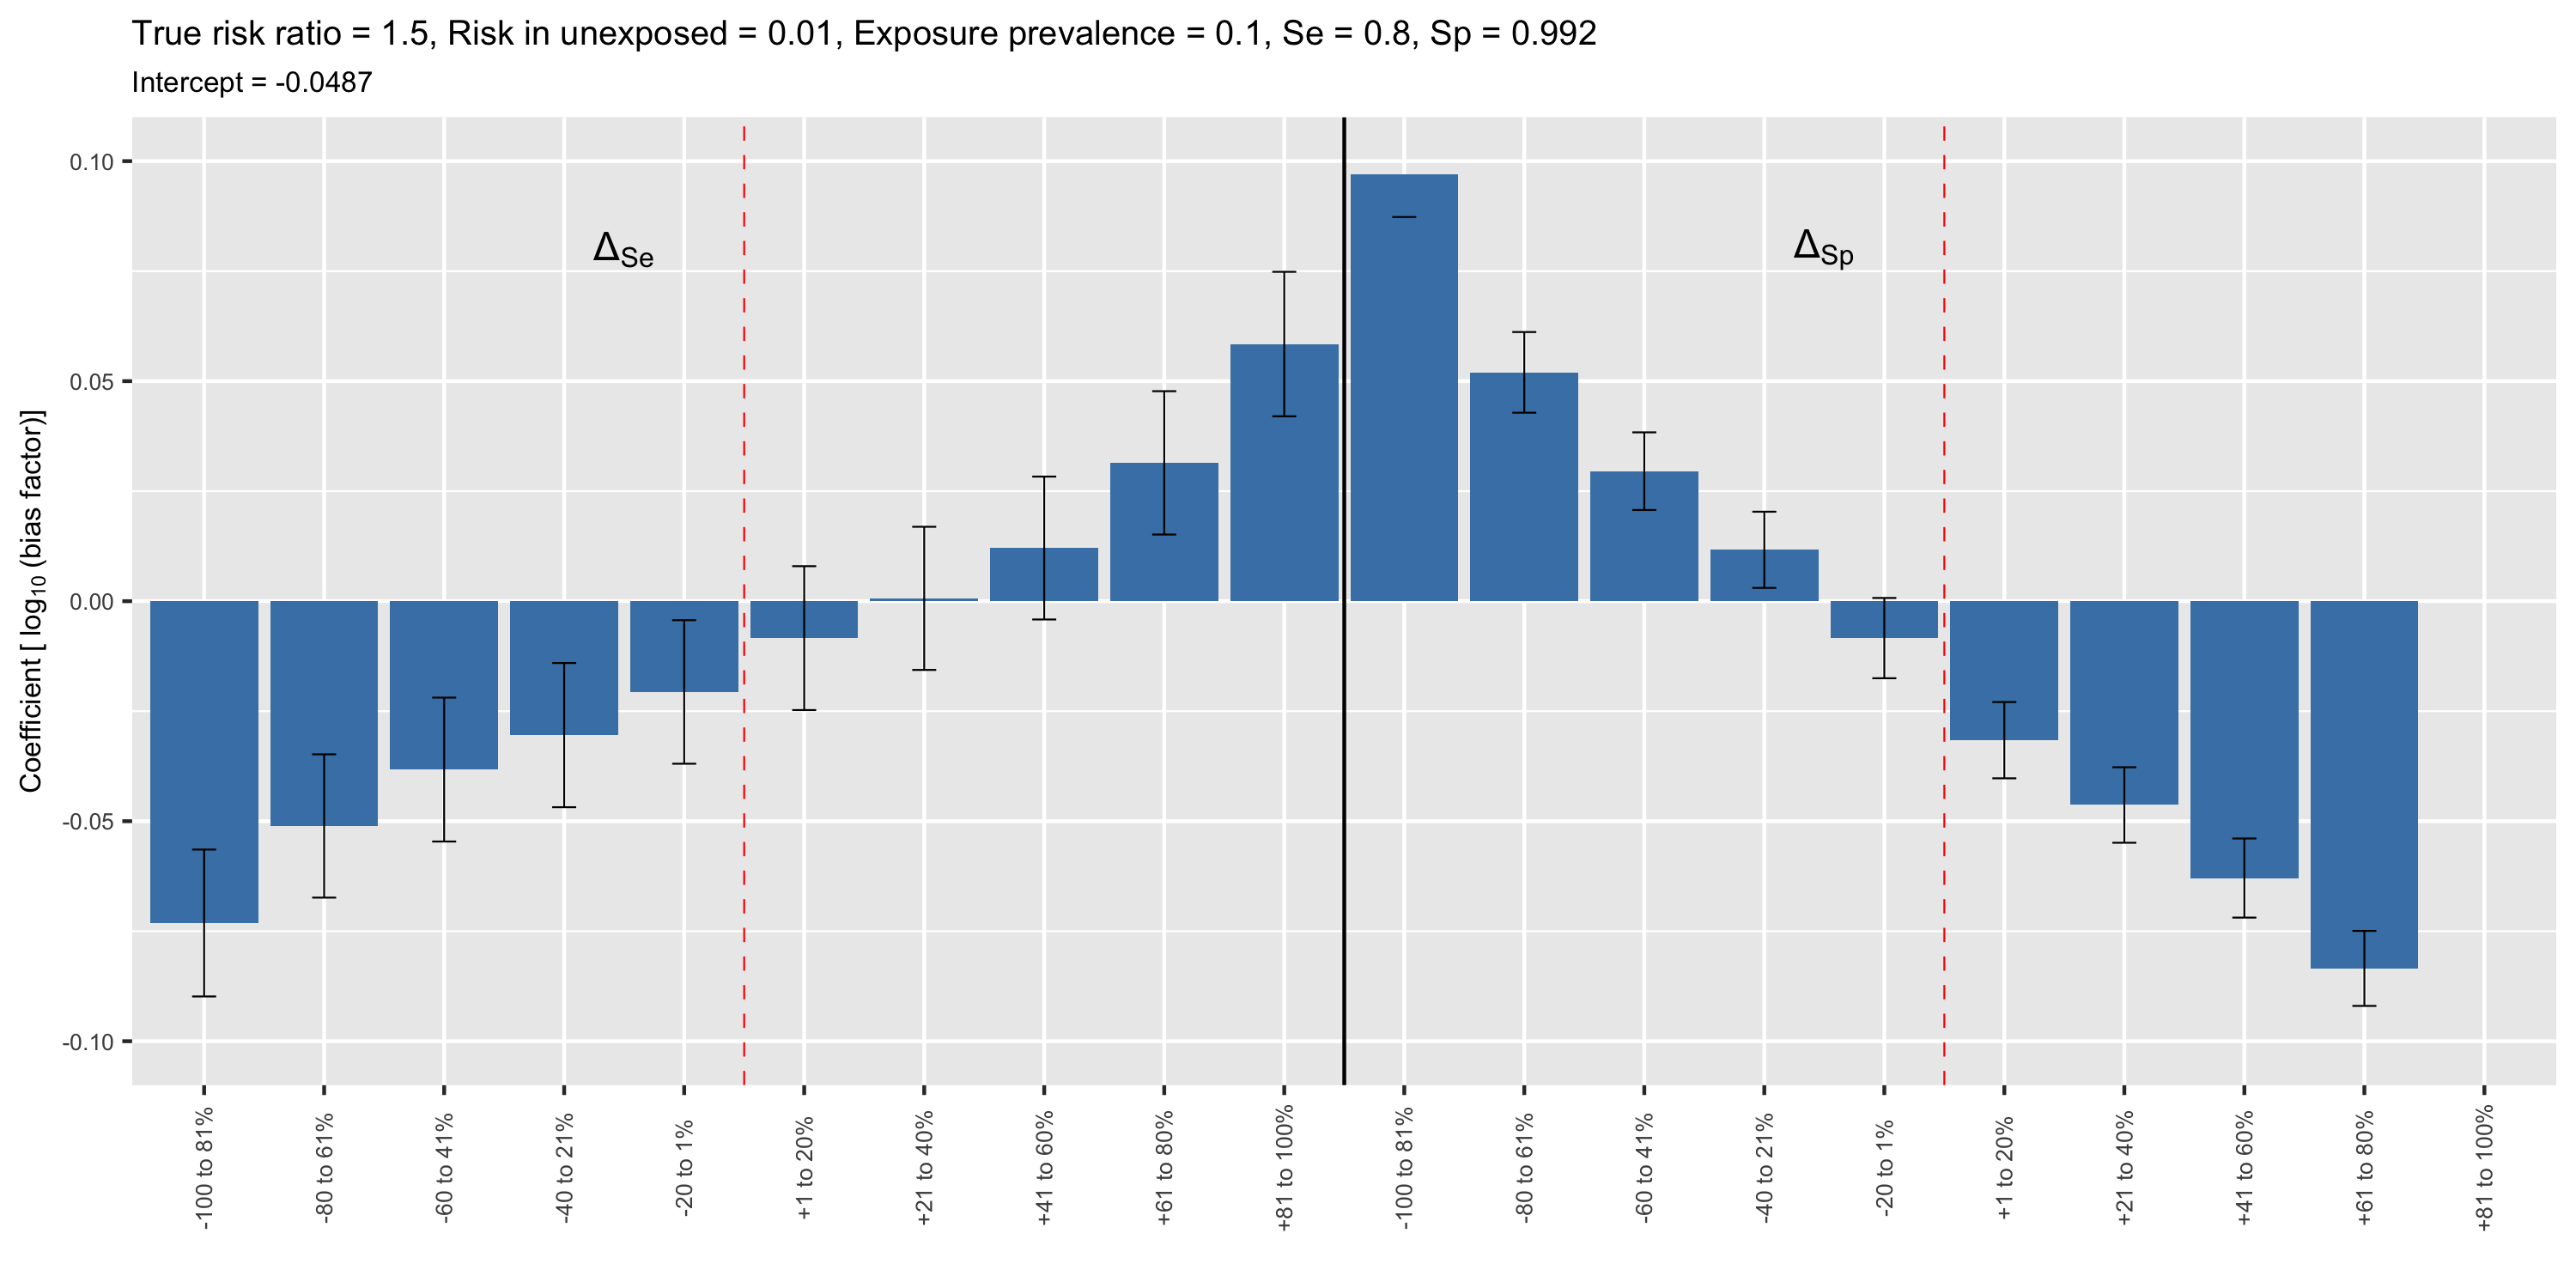 True risk ratio = 1.5, Risk in unexposed = 0.01, Exposure prevalence = 0.1, Se = 0.8, Sp = 0.992
Intercept = -0.0487
Coefficient [ log10 (bias factor)]
0.10
0.05
0.00
-0.05
-0.10
ΔSe
ΔSp
-100 to 81%
-80 to 61%
-60 to 41%
-40 to 21%
-20 to 1%
+1 to 20%
+21 to 40%
+41 to 60%
+61 to 80%
+81 to 100%
-100 to 81%
-80 to 61%
-60 to 41%
-40 to 21%
-20 to 1%
+1 to 20%
+21 to 40%
+41 to 60%
+61 to 80%
+81 to 100%